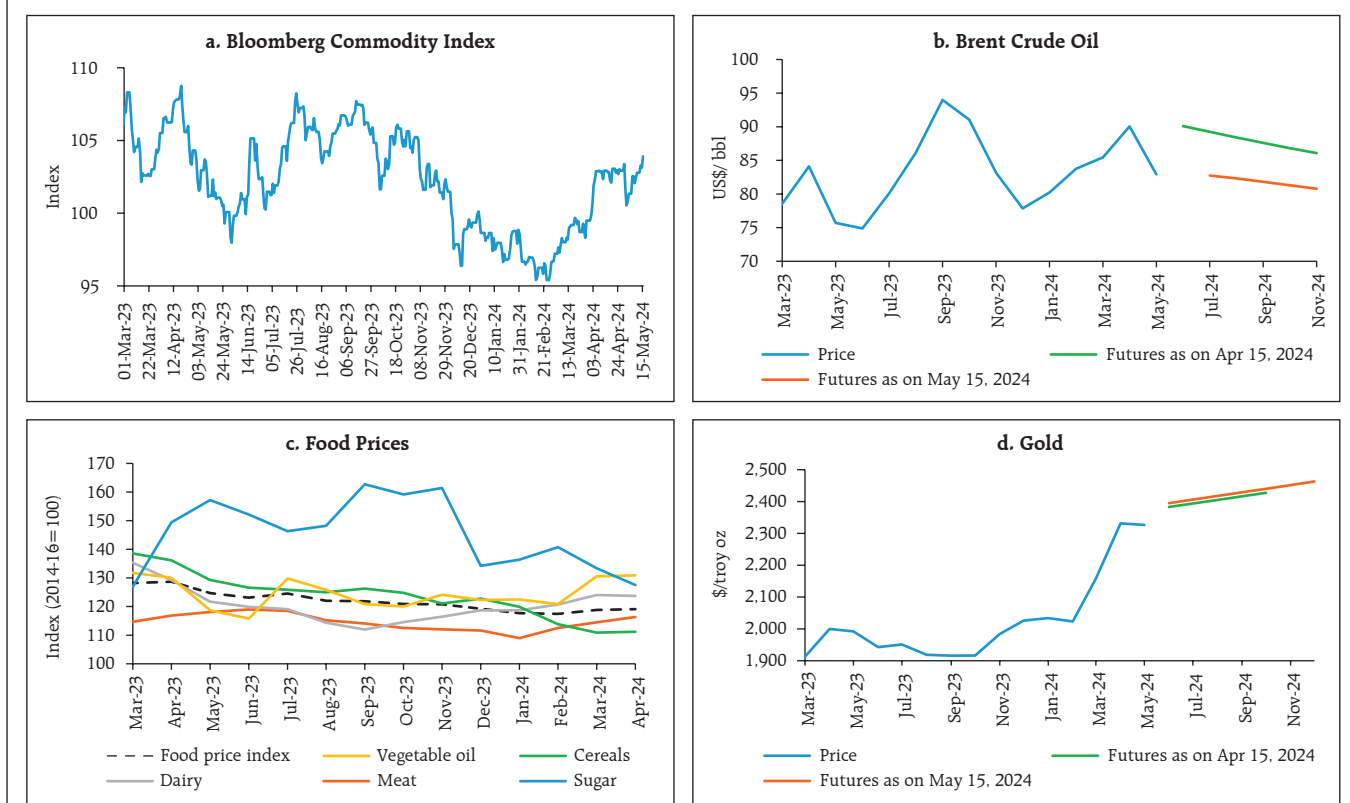 a. Bloomberg Commodity Index
Index
110
105
100
95
01-Mar-23
22-Mar-23
12-Apr-23
03-May-23
24-May-23
14-Jun-23
05-Jul-23
26-Jul-23
16-Aug-23
06-Sep-23
27-Sep-23
18-Oct-23
08-Nov-23
29-Nov-23
20-Dec-23
10-Jan-24
31-Jan-24
21-Feb-24
13-Mar-24
03-Apr-24
24-Apr-24
15-May-24
b. Brent Crude Oil
US$/ bbl
100
95
90
85
80
75
70
Mar-23
May-23
Jul-23
Sep-23
Nov-23
Jan-24
Mar-24
May-24
Jul-24
Sep-24
Nov-24
Price
Futures as on Apr 15, 2024
Futures as on May 15, 2024
c. Food Prices
Index (2014-16=100)
170
160
150
140
130
120
110
100
Mar-23
Apr-23
May-23
Jun-23
Jul-23
Aug-23
Sep-23
Oct-23
Nov-23
Dec-23
Jan-24
Feb-24
Mar-24
Apr-24
Food price index
Vegetable oil
Cereals
Dairy
Meat
Sugar
d. Gold
$/troy oz
2,500
2,400
2,300
2,200
2,100
2,000
1,900
Mar-23
May-23
Jul-23
Sep-23
Nov-23
Jan-24
Mar-24
May-24
Jul-24
Sep-24
Nov-24
Price
Futures as on Apr 15, 2024
Futures as on May 15, 2024